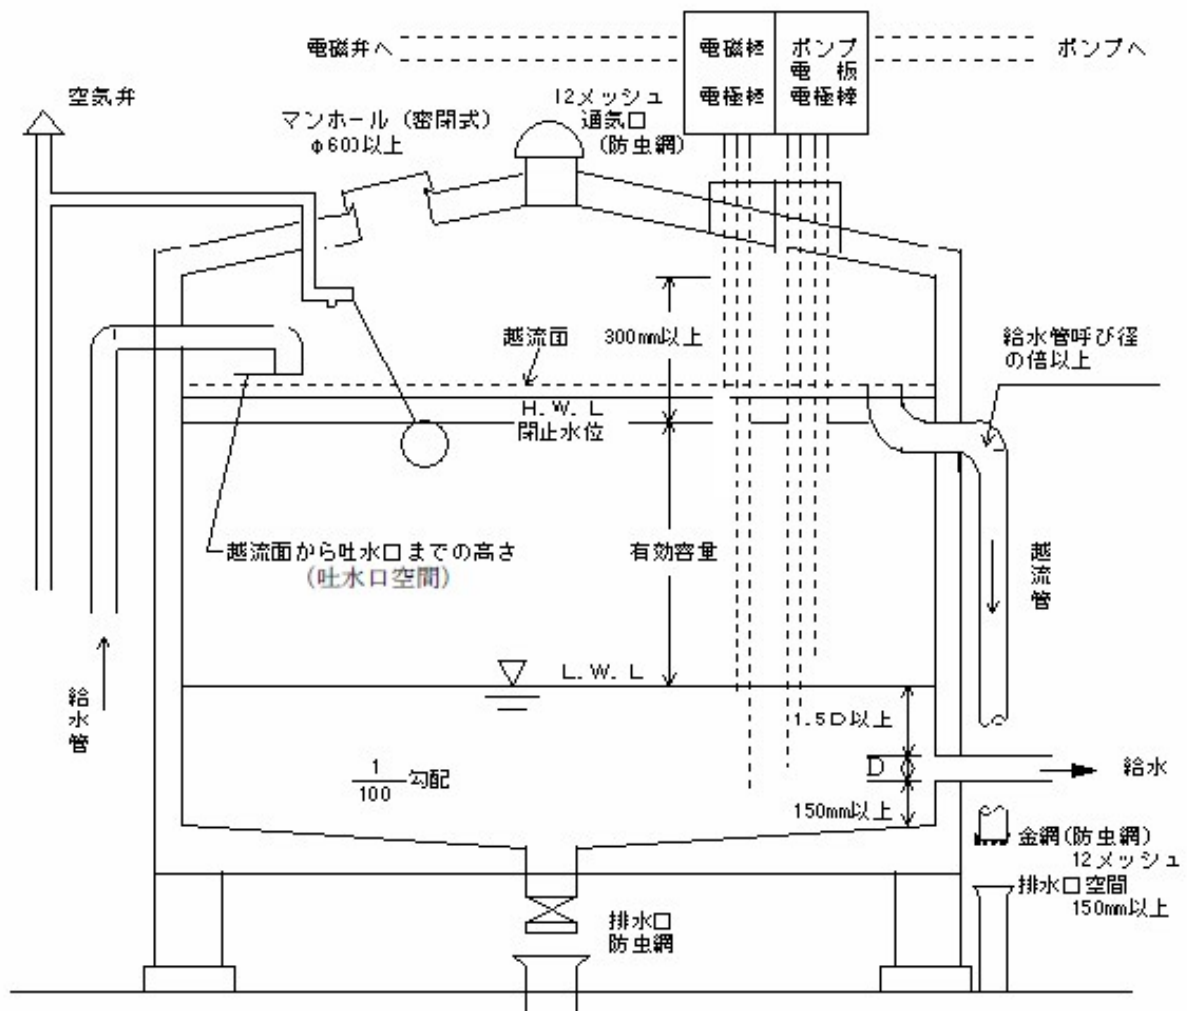 電磁弁へ
電磁極
電極極
ポンプ
電板
電極棒
ポンプへ
空気弁
マンホール（密閉式）
φ600以上
12メッシュ
通気口
（防虫網）
越流面
300mm以上
給水管呼び径
の倍以上
H.W.L
閉止水位
越流面から吐水口までの高さ
（吐水口空間）
有効容量
越流管
給水管
L.W.L
1.5D以上
D
給水
1
100
勾配
150mm以上
金網(防虫網)
12メッシュ
排水口空間
150mm以上
排水口
防虫網